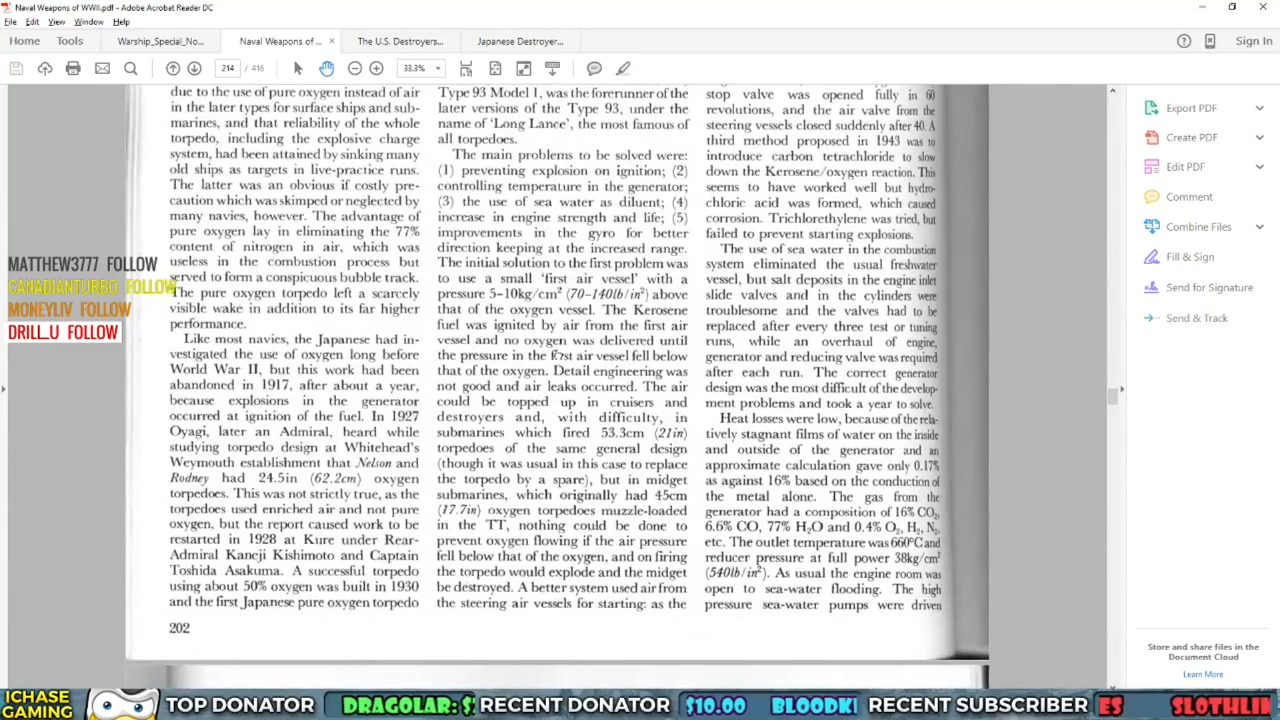 Naval Weapons of WWII.pdf - Adobe Acrobat Reader DC
File Edit View Window Help
Home Tools Warship_Special_No... Naval Weapons of ... × The U.S. Destroyers... Japanese Destroyer... Sign In
214 / 416 33.3%
due to the use of pure oxygen instead of air
in the later types for surface ships and sub-
marines, and that reliability of the whole
torpedo, including the explosive charge
system, had been attained by sinking many
old ships as targets in live-practice runs.
The latter was an obvious if costly pre-
caution which was skimped or neglected by
many navies, however. The advantage of
pure oxygen lay in eliminating the 77%
content of nitrogen in air, which was
useless in the combustion process but
served to form a conspicuous bubble track.
The pure oxygen torpedo left a scarcely
visible wake in addition to its far higher
performance.
Like most navies, the Japanese had in-
vestigated the use of oxygen long before
World War II, but this work had been
abandoned in 1917, after about a year,
because explosions in the generator
occurred at ignition of the fuel. In 1927
Oyagi, later an Admiral, heard while
studying torpedo design at Whitehead's
Weymouth establishment that Nelson and
Rodney had 24.5in (62.2cm) oxygen
torpedoes. This was not strictly true, as the
torpedoes used enriched air and not pure
oxygen, but the report caused work to be
restarted in 1928 at Kure under Rear-
Admiral Kaneji Kishimoto and Captain
Toshida Asakuma. A successful torpedo
using about 50% oxygen was built in 1930
and the first Japanese pure oxygen torpedo
202
Type 93 Model 1, was the forerunner of the
later versions of the Type 93, under the
name of 'Long Lance', the most famous of
all torpedoes.
The main problems to be solved were:
(1) preventing explosion on ignition; (2)
controlling temperature in the generator;
(3) the use of sea water as diluent; (4)
increase in engine strength and life; (5)
improvements in the gyro for better
direction keeping at the increased range.
The initial solution to the first problem was
to use a small 'first air vessel' with a
pressure 5–10kg/cm² (70–140lb/in²) above
that of the oxygen vessel. The Kerosene
fuel was ignited by air from the first air
vessel and no oxygen was delivered until
the pressure in the first air vessel fell below
that of the oxygen. Detail engineering was
not good and air leaks occurred. The air
could be topped up in cruisers and
destroyers and, with difficulty, in
submarines which fired 53.3cm (21in)
torpedoes of the same general design
(though it was usual in this case to replace
the torpedo by a spare), but in midget
submarines, which originally had 45cm
(17.7in) oxygen torpedoes muzzle-loaded
in the TT, nothing could be done to
prevent oxygen flowing if the air pressure
fell below that of the oxygen, and on firing
the torpedo would explode and the midget
be destroyed. A better system used air from
the steering air vessels for starting: as the
stop valve was opened fully in 60
revolutions, and the air valve from the
steering vessels closed suddenly after 40. A
third method proposed in 1943 was to
introduce carbon tetrachloride to slow
down the Kerosene/oxygen reaction. This
seems to have worked well but hydro-
chloric acid was formed, which caused
corrosion. Trichlorethylene was tried, but
failed to prevent starting explosions.
The use of sea water in the combustion
system eliminated the usual freshwater
vessel, but salt deposits in the engine inlet
slide valves and in the cylinders were
troublesome and the valves had to be
replaced after every three test or tuning
runs, while an overhaul of engine,
generator and reducing valve was required
after each run. The correct generator
design was the most difficult of the develop-
ment problems and took a year to solve.
Heat losses were low, because of the rela-
tively stagnant films of water on the inside
and outside of the generator and an
approximate calculation gave only 0.17%
as against 16% based on the conduction of
the metal alone. The gas from the
generator had a composition of 16% CO₂,
6.6% CO, 77% H₂O and 0.4% O₂, H₂, N₂,
etc. The outlet temperature was 660°C and
reducer pressure at full power 38kg/cm²
(540lb/in²). As usual the engine room was
open to sea-water flooding. The high
pressure sea-water pumps were driven
MATTHEW3777 FOLLOW
CANADIANTURBO FOLLOW
MONEYLIV FOLLOW
DRILL_U FOLLOW
Export PDF
Create PDF
Edit PDF
Comment
Combine Files
Fill & Sign
Send for Signature
Send & Track
Store and share files in the
Document Cloud
Learn More
ICHASE
GAMING
TOP DONATOR DRAGOLAR: $ RECENT DONATOR $10.00 BLOODKI RECENT SUBSCRIBER ES SLOTHLIN